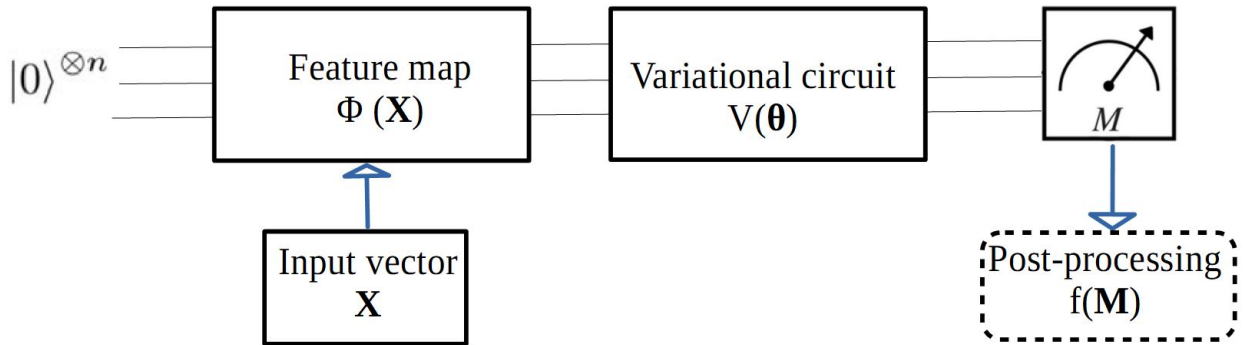 |0⟩⊗n
Feature map
Φ (X)
Variational circuit
V(θ)
M
Input vector
X
Post-processing
f(M)